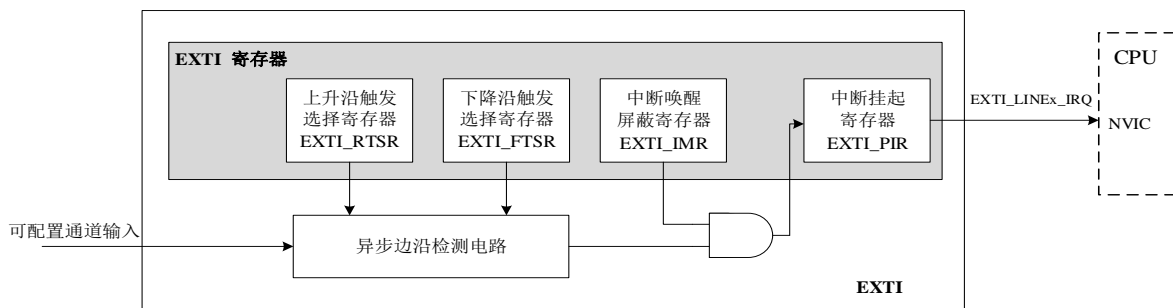 EXTI 寄存器
上升沿触发
选择寄存器
EXTI_RTSR
下降沿触发
选择寄存器
EXTI_FTSR
中断唤醒
屏蔽寄存器
EXTI_IMR
中断挂起
寄存器
EXTI_PIR
EXTI_LINEx_IRQ
CPU
NVIC
可配置通道输入
异步边沿检测电路
EXTI